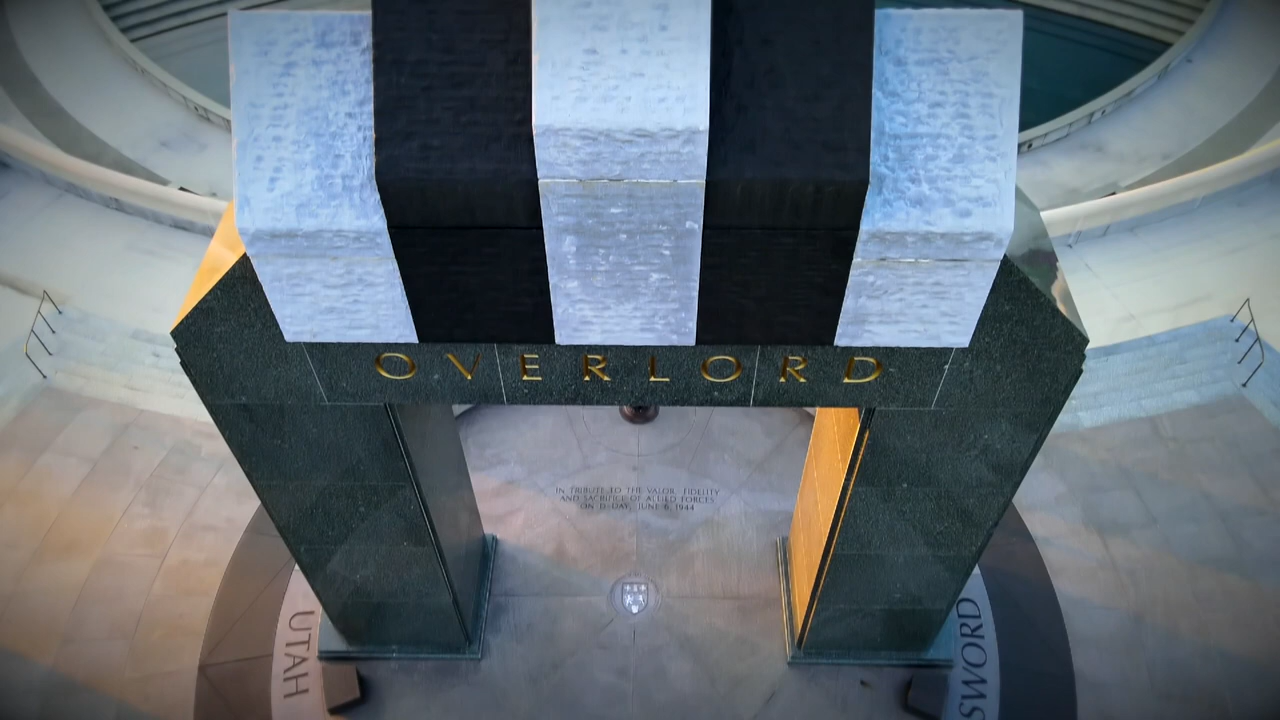 OVERLORD
IN TRIBUTE TO THE VALOR, FIDELITY
AND SACRIFICE OF ALLIED FORCES
ON D-DAY, JUNE 6, 1944
UTAH
SWORD